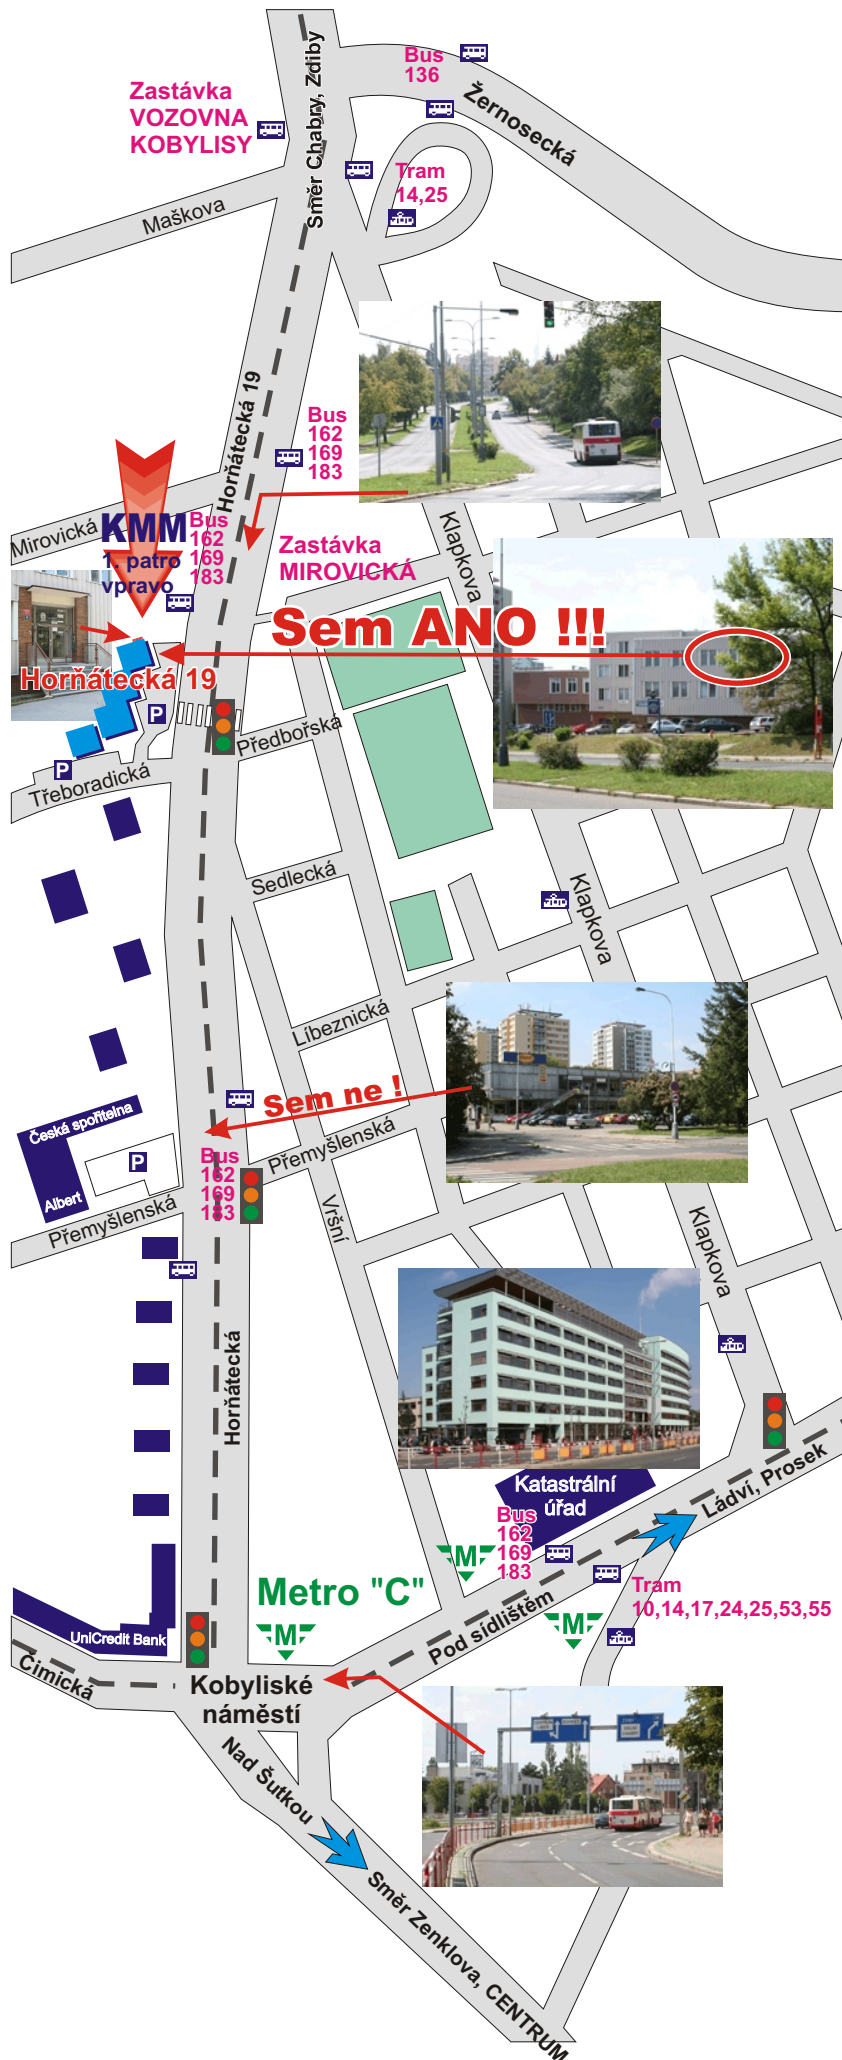 Směr Chabry, Zdiby
Bus
136
Žernosecká
Zastávka
VOZOVNA
KOBYLISY
Tram
14,25
Maškova
Horňátecká 19
Bus
162
169
183
Mirovická
KMM
1. patro
vpravo
Bus
162
169
183
Zastávka
MIROVICKÁ
Klapkova
Sem ANO !!!
Horňátecká 19
P
Předbořská
P
Třeboradická
Sedlecká
Klapkova
Líbeznická
Sem ne !
Česká spořitelna
Přemyšlenská
P
Albert
Bus
162
169
183
Přemyšlenská
Vršní
Klapkova
Horňátecká
Katastrální
úřad
Ládví, Prosek
Bus
162
169
183
M
Metro "C"
M
M
Tram
10,14,17,24,25,53,55
Pod sídlištěm
UniCredit Bank
Čimická
Kobyliské
náměstí
Nad Šutkou
Směr Zenklova, CENTRUM